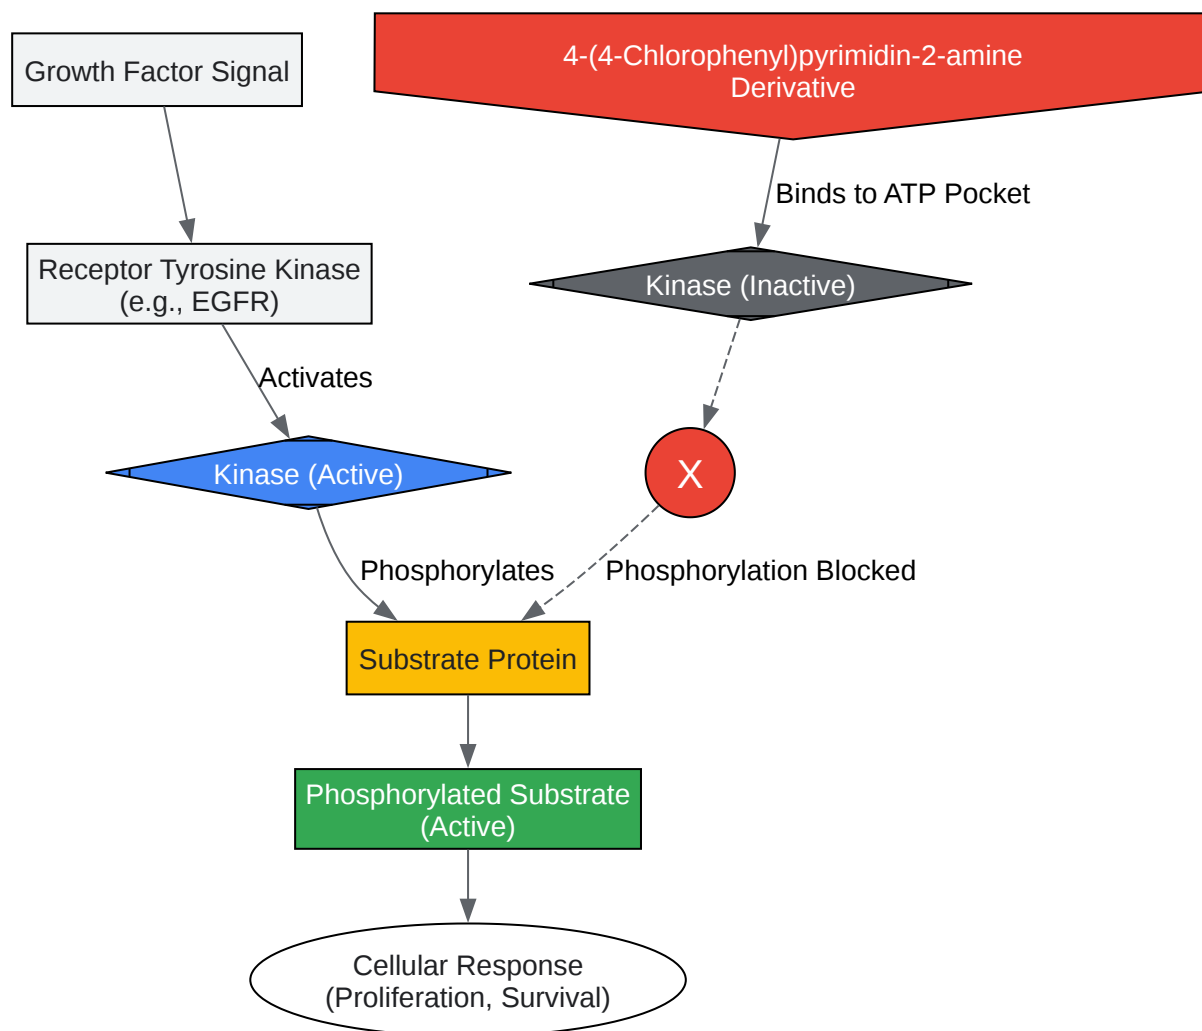 Growth Factor Signal
4-(4-Chlorophenyl)pyrimidin-2-amine
Derivative
Binds to ATP Pocket
Receptor Tyrosine Kinase
(e.g., EGFR)
Kinase (Inactive)
Activates
Kinase (Active)
X
Phosphorylates
Phosphorylation Blocked
Substrate Protein
Phosphorylated Substrate
(Active)
Cellular Response
(Proliferation, Survival)